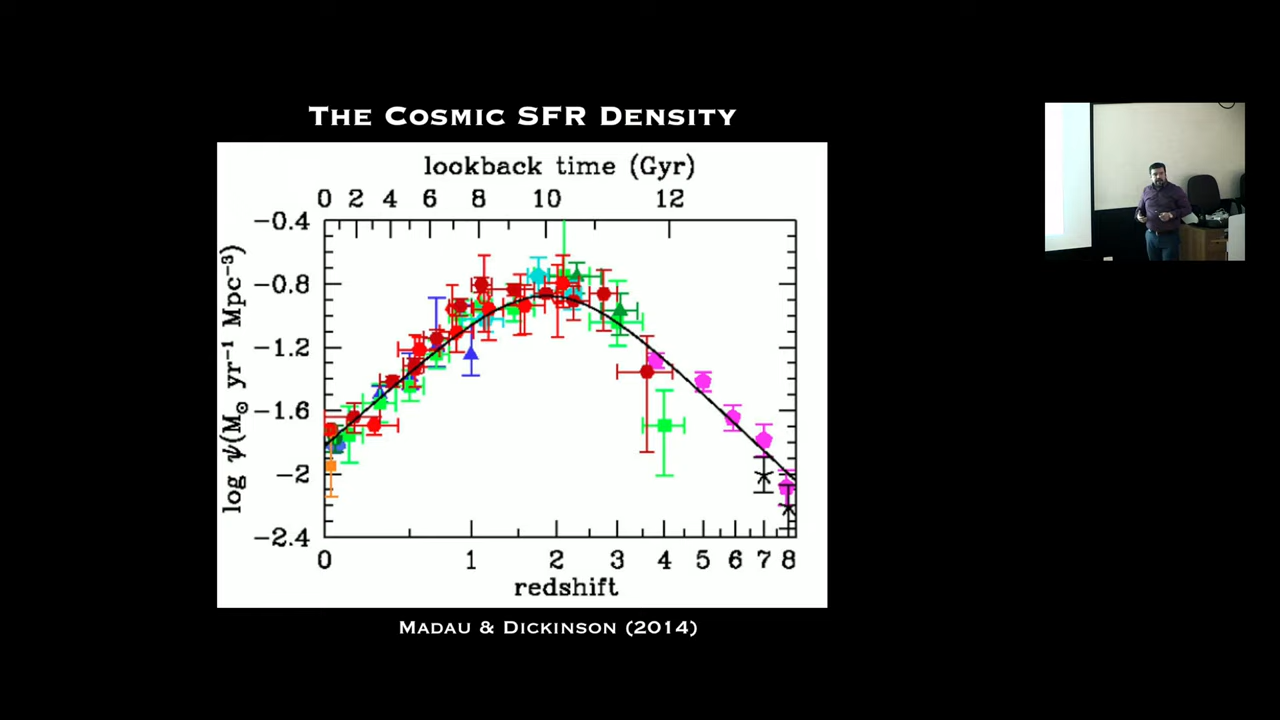 THE COSMIC SFR DENSITY
lookback time (Gyr)
0 2 4 6 8 10 12
−0.4
−0.8
−1.2
−1.6
−2
−2.4
log ψ(M⊙ yr⁻¹ Mpc⁻³)
0 1 2 3 4 5 6 7 8
redshift
MADAU & DICKINSON (2014)